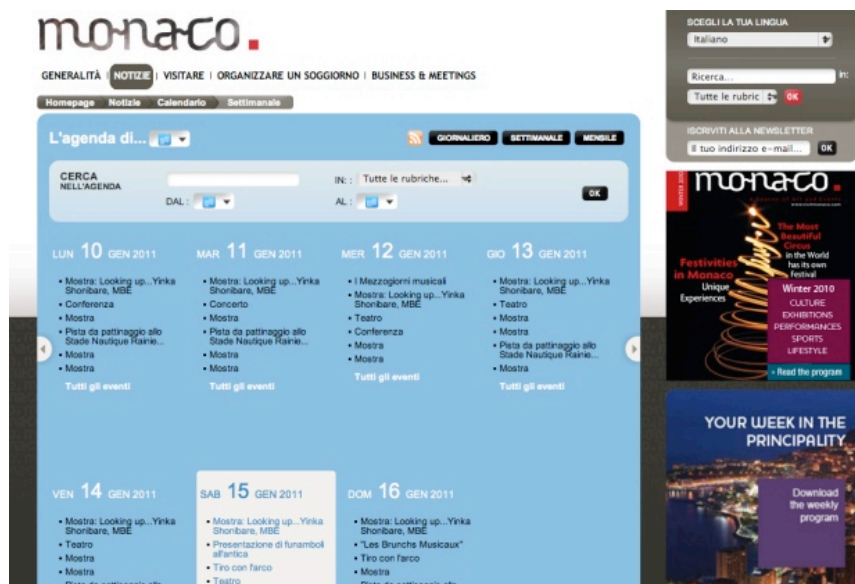 monaco.
GENERALITÀ | NOTIZIE | VISITARE | ORGANIZZARE UN SOGGIORNO | BUSINESS & MEETINGS
Homepage Notizie Calendario Settimanale
L'agenda di...
GIORNALIERO SETTIMANALE MENSILE
CERCA
NELL'AGENDA
IN: : Tutte le rubriche...
DAL : AL :
OK
LUN 10 GEN 2011
• Mostra: Looking up...Yinka
Shonibare, MBE
• Conferenza
• Mostra
• Pista da pattinaggio allo
Stade Nautique Rainie...
• Mostra
• Mostra
Tutti gli eventi
MAR 11 GEN 2011
• Mostra: Looking up...Yinka
Shonibare, MBE
• Concerto
• Mostra
• Pista da pattinaggio allo
Stade Nautique Rainie...
• Mostra
• Mostra
Tutti gli eventi
MER 12 GEN 2011
• I Mezzogiorni musicali
• Mostra: Looking up...Yinka
Shonibare, MBE
• Teatro
• Conferenza
• Mostra
• Mostra
Tutti gli eventi
GIO 13 GEN 2011
• Mostra: Looking up...Yinka
Shonibare, MBE
• Teatro
• Mostra
• Mostra
• Pista da pattinaggio allo
Stade Nautique Rainie...
• Mostra
Tutti gli eventi
VEN 14 GEN 2011
• Mostra: Looking up...Yinka
Shonibare, MBE
• Teatro
• Mostra
• Mostra
• Pista da pattinaggio allo
SAB 15 GEN 2011
• Mostra: Looking up...Yinka
Shonibare, MBE
• Presentazione di funamboli
all'antica
• Tiro con l'arco
• Teatro
DOM 16 GEN 2011
• Mostra: Looking up...Yinka
Shonibare, MBE
• "Les Brunchs Musicaux"
• Tiro con l'arco
• Mostra
• Pista da pattinaggio allo
SCEGLI LA TUA LINGUA
Italiano
Ricerca... in:
Tutte le rubric OK
ISCRIVITI ALLA NEWSLETTER
Il tuo indirizzo e-mail... OK
monaco.
www.visitmonaco.com
The Most
Beautiful
Circus
in the World
has its own
festival
Festivities
in Monaco
Unique
Experiences
Winter 2010
CULTURE
EXHIBITIONS
PERFORMANCES
SPORTS
LIFESTYLE
Read the program
YOUR WEEK IN THE
PRINCIPALITY
Download
the weekly
program